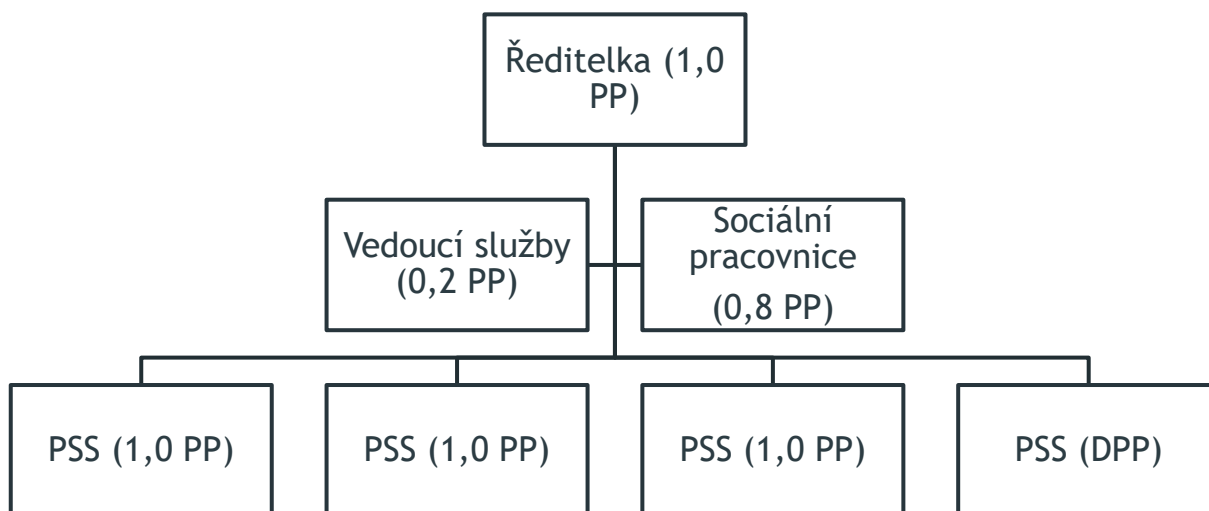 Ředitelka (1,0
PP)
Vedoucí služby
(0,2 PP)
Sociální
pracovnice
(0,8 PP)
PSS (1,0 PP)
PSS (1,0 PP)
PSS (1,0 PP)
PSS (DPP)